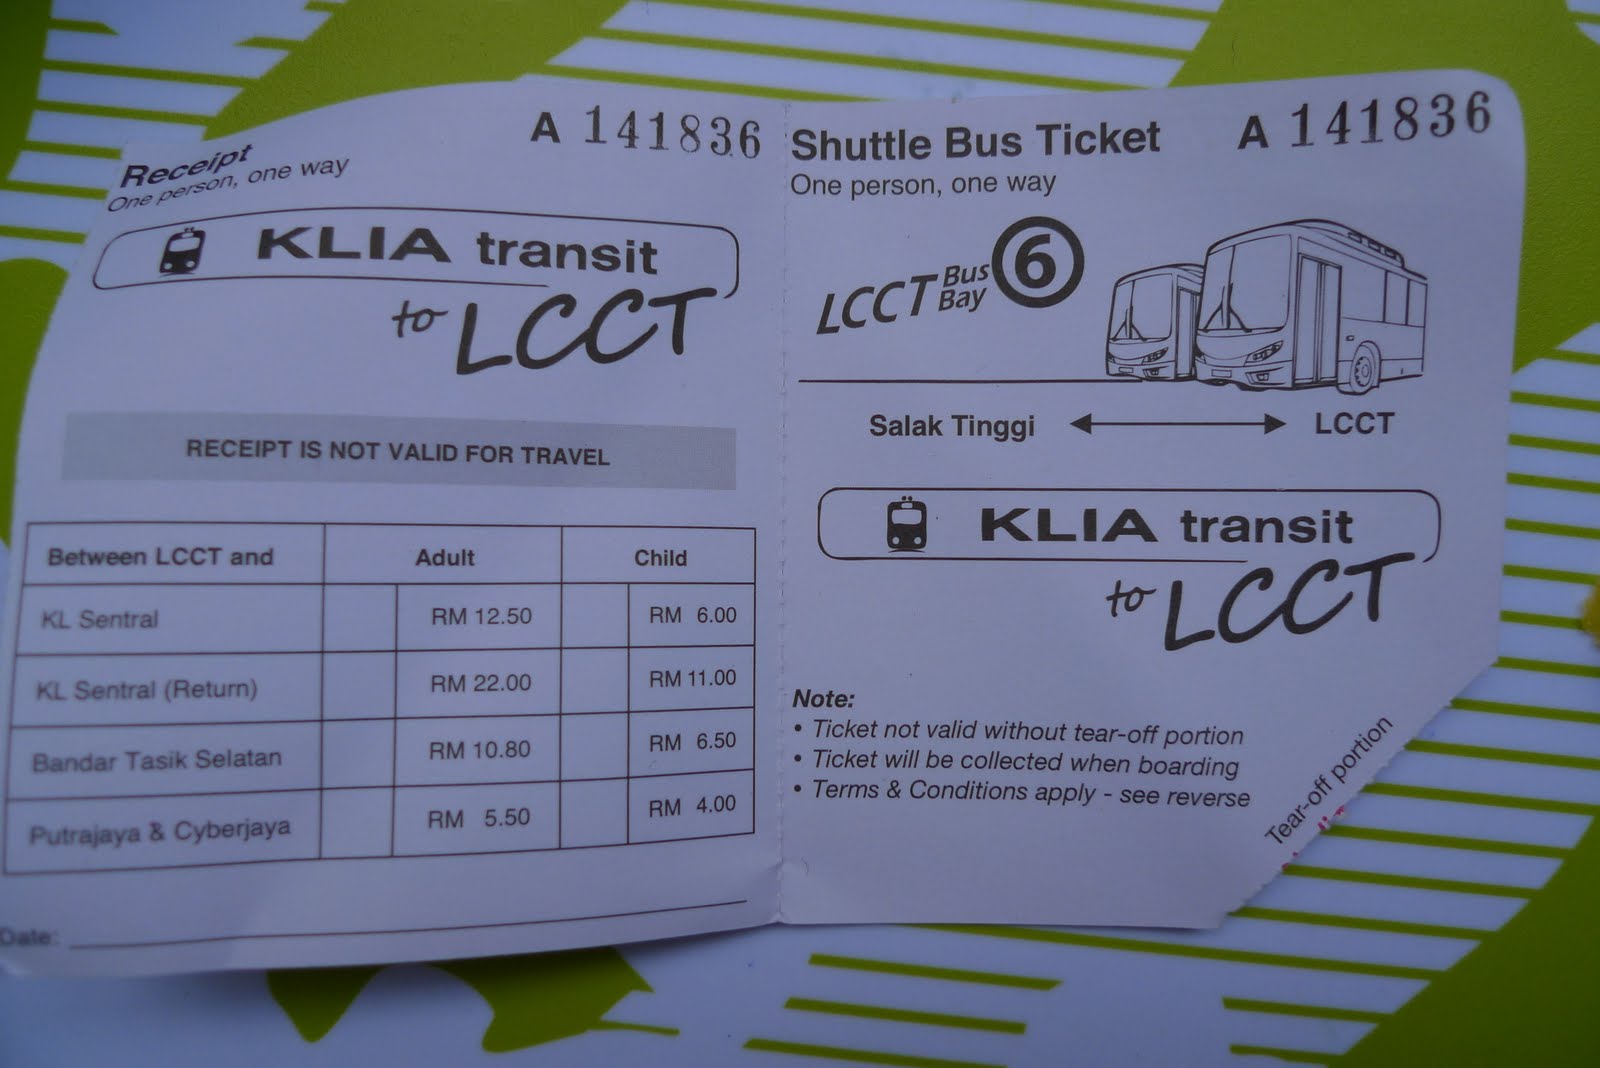 A 141836
Receipt
One person, one way
KLIA transit
to LCCT
RECEIPT IS NOT VALID FOR TRAVEL
Between LCCT and Adult Child
KL Sentral RM 12.50 RM 6.00
KL Sentral (Return) RM 22.00 RM 11.00
Bandar Tasik Selatan RM 10.80 RM 6.50
Putrajaya & Cyberjaya RM 5.50 RM 4.00
Date:
Shuttle Bus Ticket A 141836
One person, one way
LCCT Bus Bay 6
Salak Tinggi LCCT
KLIA transit
to LCCT
Note:
• Ticket not valid without tear-off portion
• Ticket will be collected when boarding
• Terms & Conditions apply - see reverse
Tear-off portion